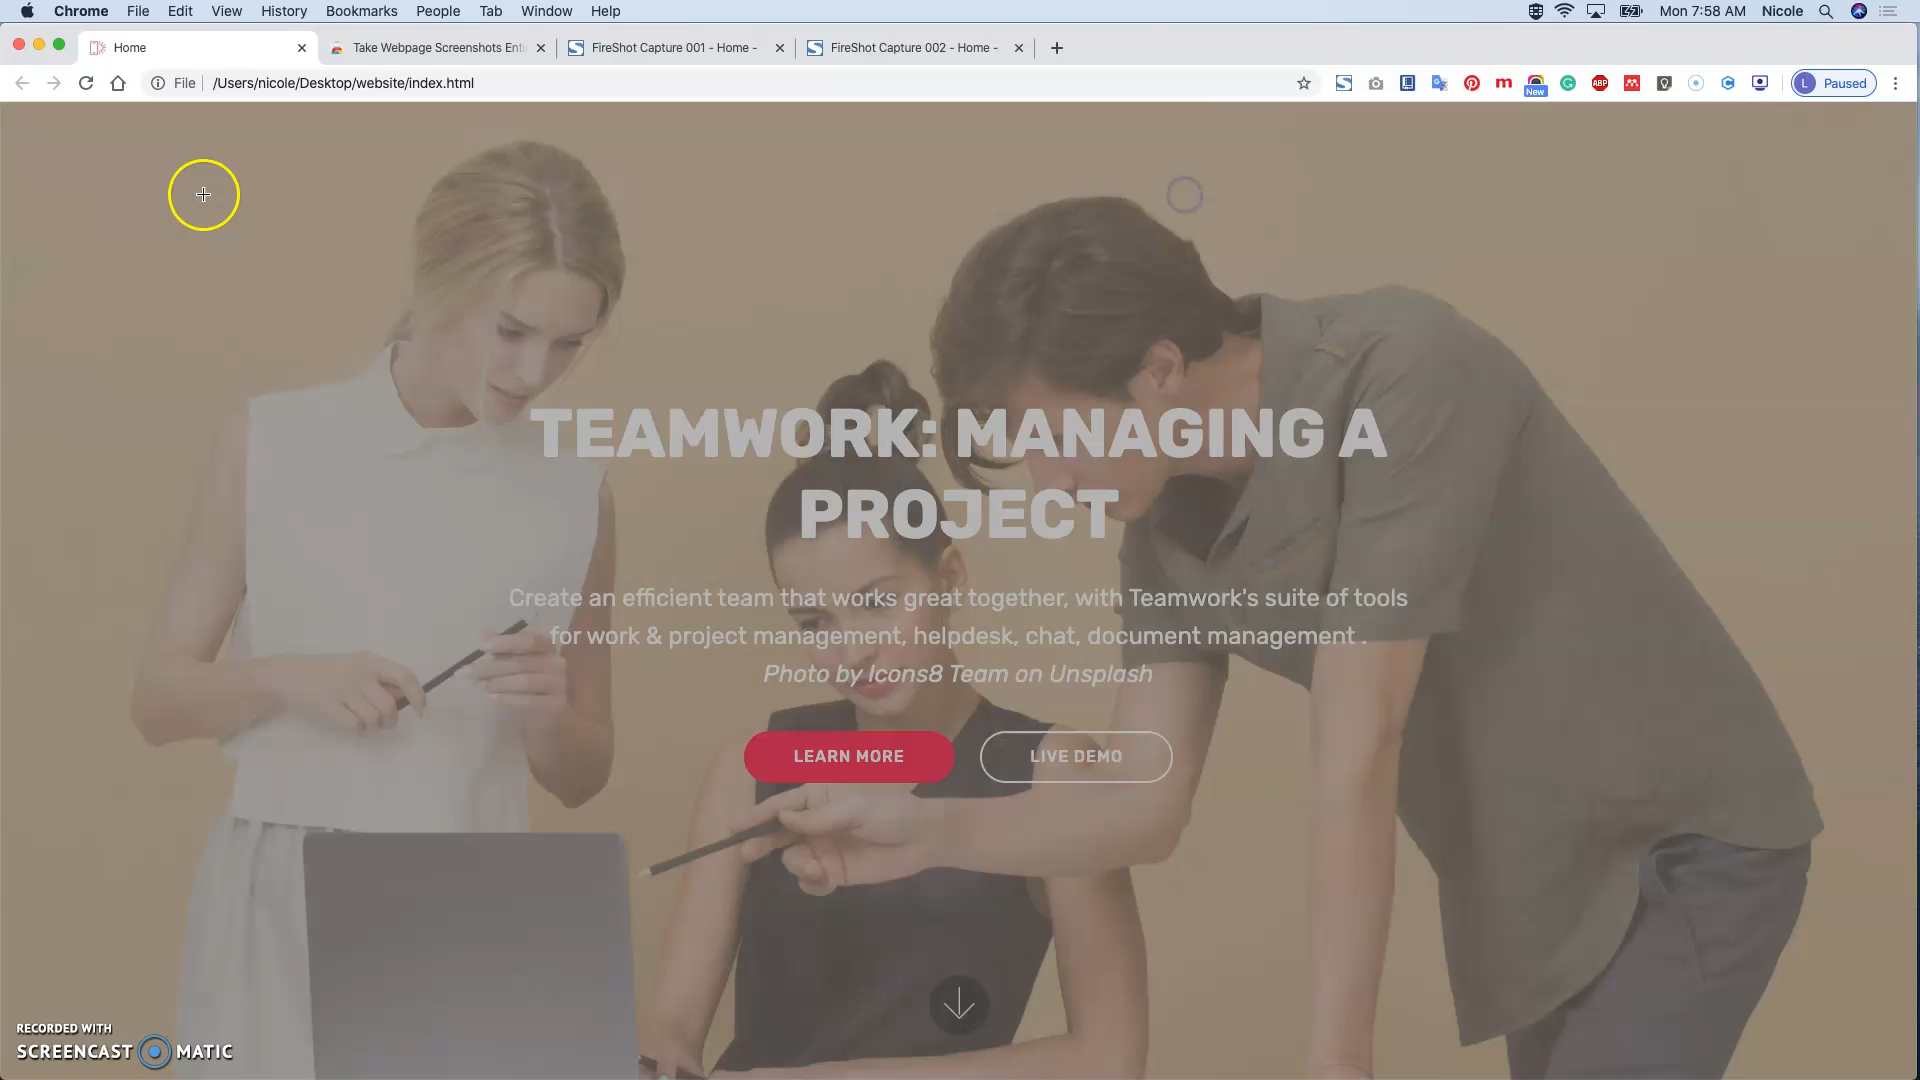 Chrome File Edit View History Bookmarks People Tab Window Help Mon 7:58 AM Nicole
Home Take Webpage Screenshots Enti FireShot Capture 001 - Home - FireShot Capture 002 - Home -
File /Users/nicole/Desktop/website/index.html New L Paused
TEAMWORK: MANAGING A
PROJECT
Create an efficient team that works great together, with Teamwork's suite of tools
for work & project management, helpdesk, chat, document management .
Photo by Icons8 Team on Unsplash
LEARN MORE LIVE DEMO
RECORDED WITH
SCREENCAST MATIC